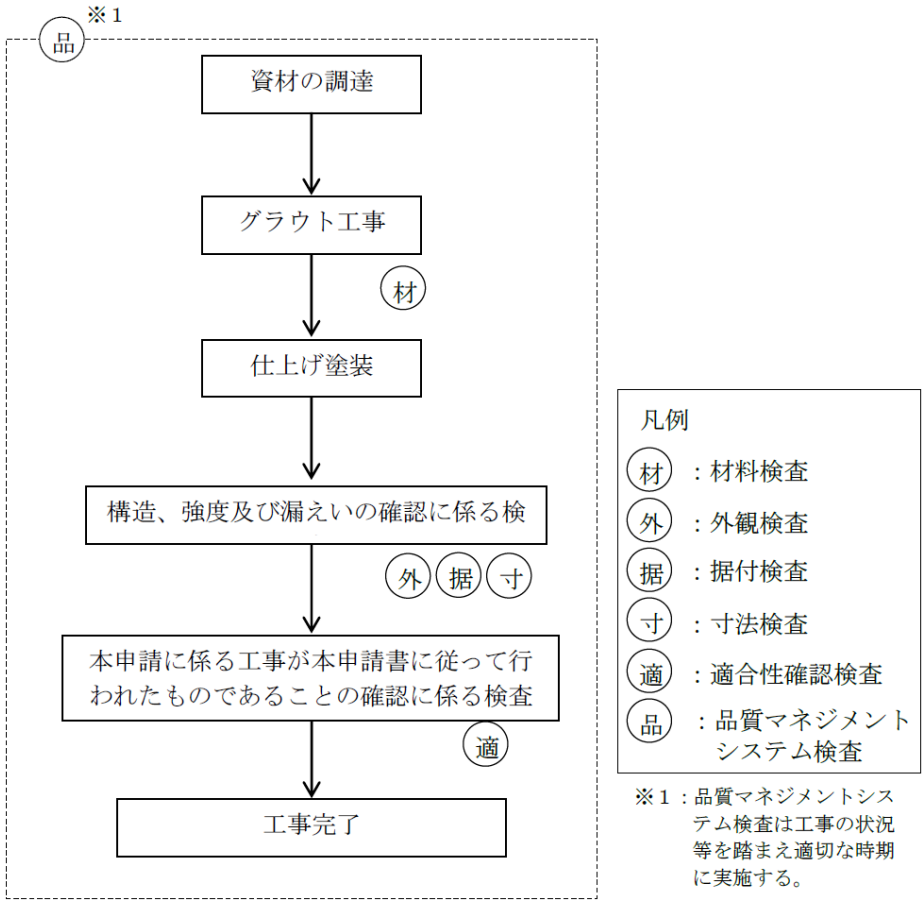 ※１
品
資材の調達
グラウト工事
材
仕上げ塗装
構造、強度及び漏えいの確認に係る検
外 据 寸
本申請に係る工事が本申請書に従って行
われたものであることの確認に係る検査
適
工事完了
凡例
材 ：材料検査
外 ：外観検査
据 ：据付検査
寸 ：寸法検査
適 ：適合性確認検査
品 ：品質マネジメント
システム検査
※１：品質マネジメントシス
テム検査は工事の状況
等を踏まえ適切な時期
に実施する。